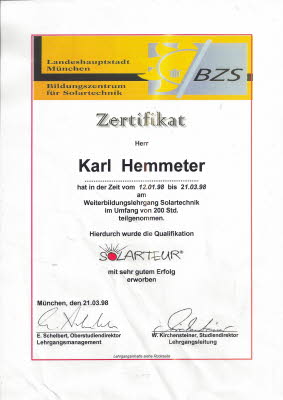 Landeshauptstadt
München
Bildungszentrum
für Solartechnik
BZS
Zertifikat
Herr
Karl Hemmeter
hat in der Zeit vom 12.01.98 bis 21.03.98
am
Weiterbildungslehrgang Solartechnik
im Umfang von 200 Std.
teilgenommen.
Hierdurch wurde die Qualifikation
SOLARTEUR®
mit sehr gutem Erfolg
erworben
München, den 21.03.98
E. Schelbert, Oberstudiendirektor
Lehrgangsmanagement
W. Kirchensteiner, Studiendirektor
Lehrgangsleitung
Lehrgangsinhalte siehe Rückseite